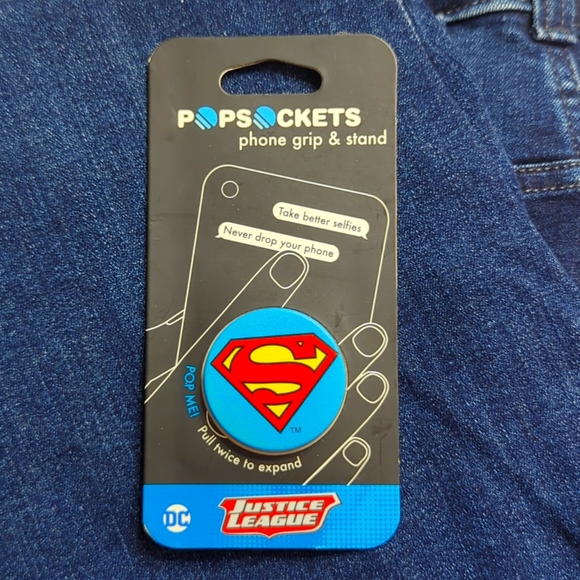 POPSOCKETS
phone grip & stand
Take better selfies
Never drop your phone
S
TM
POP ME!
Pull twice to expand
DC
JUSTICE
LEAGUE